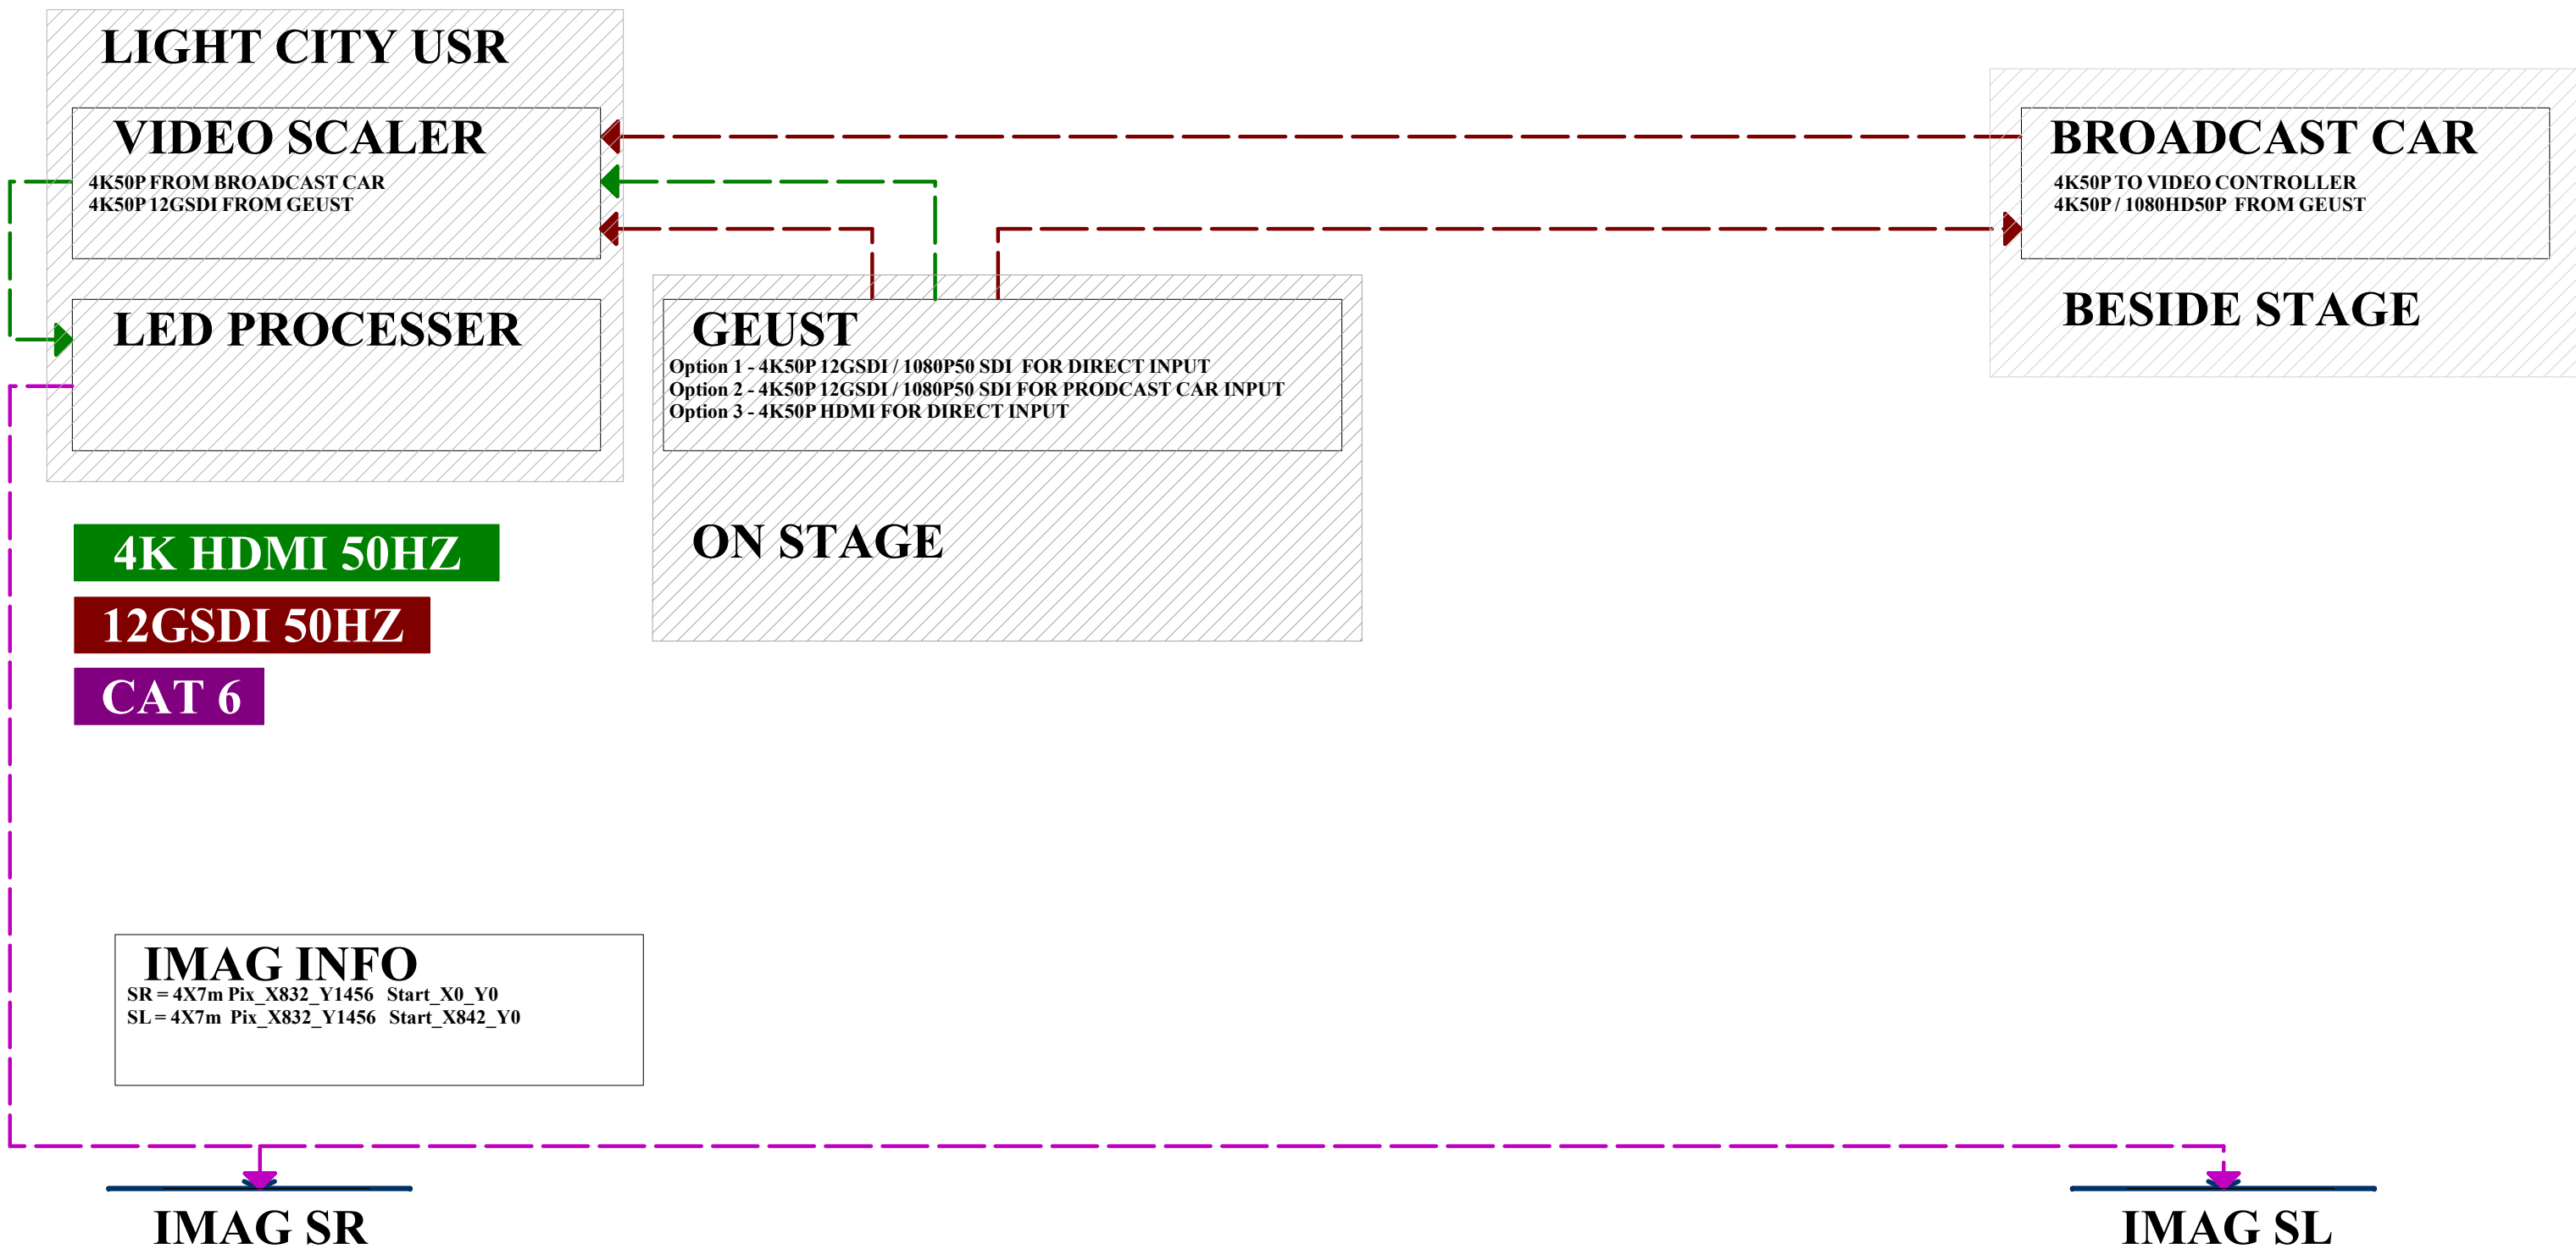 LIGHT CITY USR
VIDEO SCALER
4K50P FROM BROADCAST CAR
4K50P 12GSDI FROM GEUST
LED PROCESSER
BROADCAST CAR
4K50P TO VIDEO CONTROLLER
4K50P / 1080HD50P FROM GEUST
BESIDE STAGE
GEUST
Option 1 - 4K50P 12GSDI / 1080P50 SDI FOR DIRECT INPUT
Option 2 - 4K50P 12GSDI / 1080P50 SDI FOR PRODCAST CAR INPUT
Option 3 - 4K50P HDMI FOR DIRECT INPUT
ON STAGE
4K HDMI 50HZ
12GSDI 50HZ
CAT 6
IMAG INFO
SR = 4X7m Pix_X832_Y1456 Start_X0_Y0
SL = 4X7m Pix_X832_Y1456 Start_X842_Y0
IMAG SR
IMAG SL